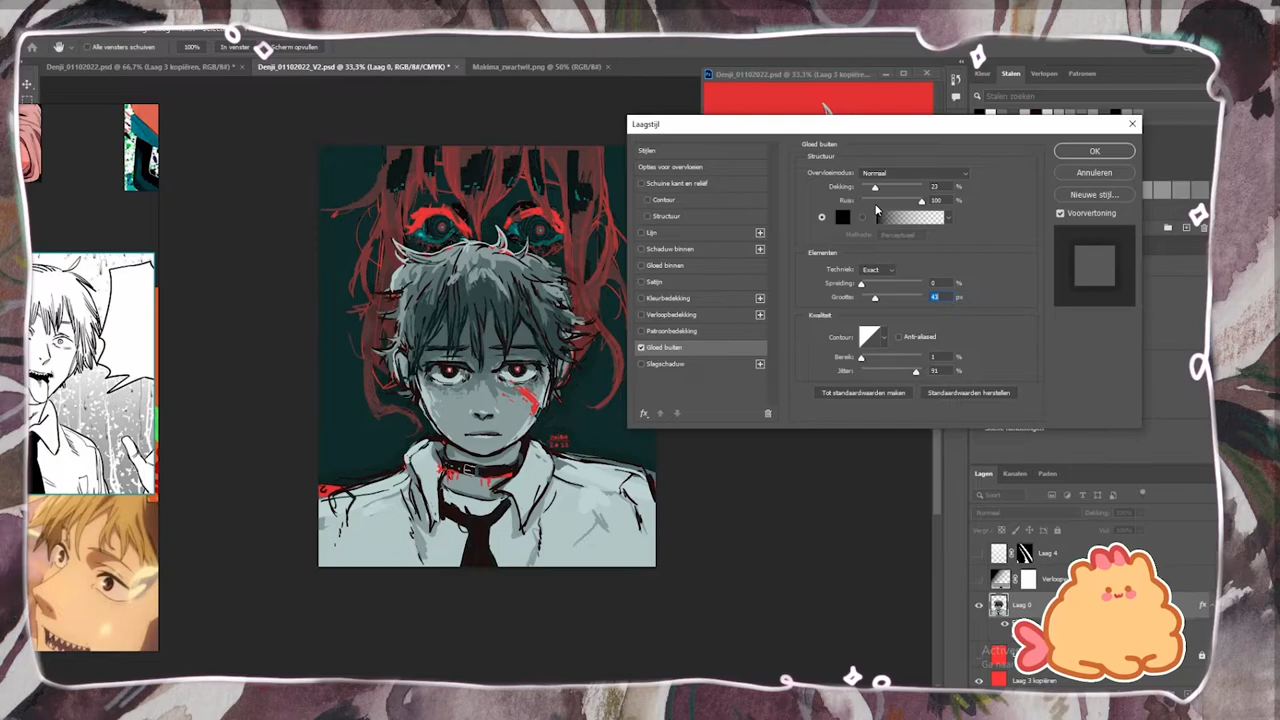 Alle vensters schuiven
100%
In venster
Scherm opvullen
Denji_01102022.psd @ 66,7% (Laag 3 kopiëren, RGB/8#) *
Denji_01102022_V2.psd @ 33,3% (Laag 0, RGB/8#/CMYK) *
Makima_zwartwit.png @ 50% (RGB/8#)
Denji_01102022.psd @ 33,3% (Laag 3 kopiëre...
Kleur
Stalen
Verlopen
Patronen
Stalen zoeken
Laagstijl
Stijlen
Opties voor overvloeien
Schuine kant en reliëf
Contour
Structuur
Lijn
Schaduw binnen
Gloed binnen
Satijn
Kleurbedekking
Verloopbedekking
Patroonbedekking
Gloed buiten
Slagschaduw
fx
Gloed buiten
Structuur
Overvloeimodus:
Normaal
Dekking:
23
%
Ruis:
100
%
Methode:
Perceptueel
Elementen
Techniek:
Exact
Spreiding:
0
%
Grootte:
43
px
Kwaliteit
Contour:
Anti-aliased
Bereik:
1
%
Jitter:
91
%
Tot standaardwaarden maken
Standaardwaarden herstellen
OK
Annuleren
Nieuwe stijl...
Voorvertoning
Lagen
Kanalen
Paden
Soort
Normaal
Dekking:
100%
Laag 4
Laag 0
fx
Laag 3 kopiëren